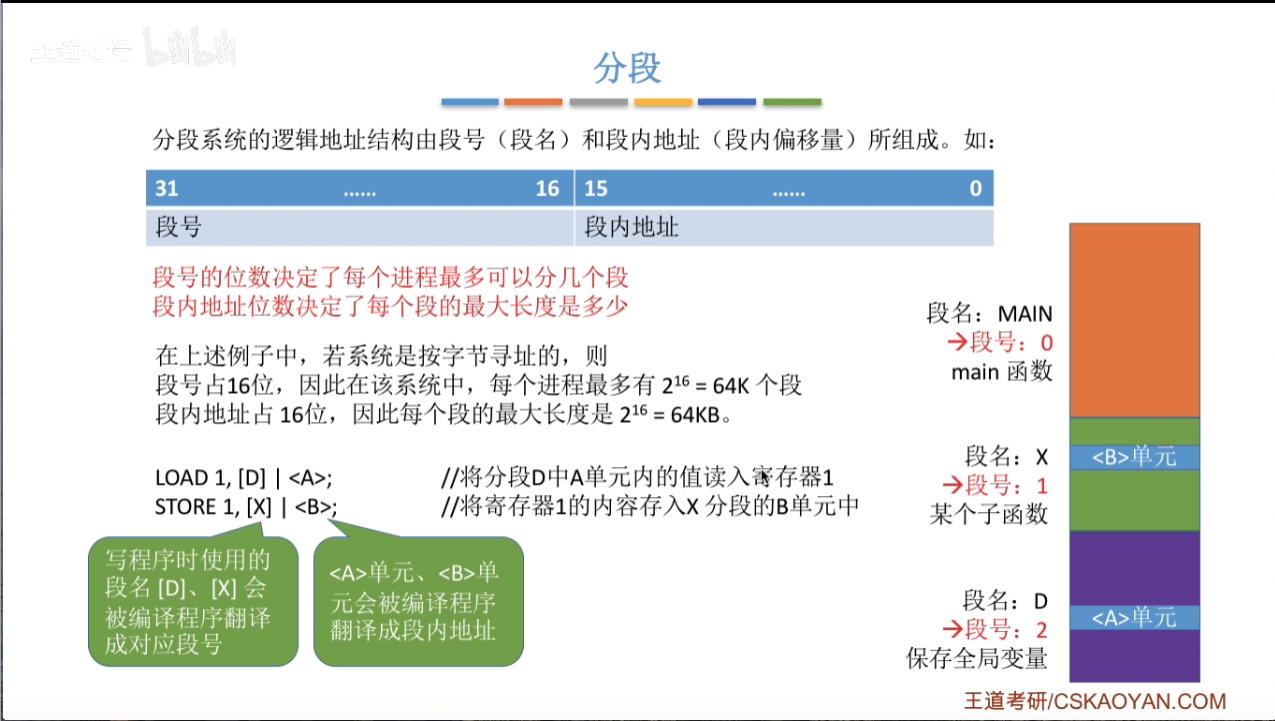 王道论坛 bilibili
分段
分段系统的逻辑地址结构由段号（段名）和段内地址（段内偏移量）所组成。如：
31 …… 16 15 …… 0
段号 段内地址
段号的位数决定了每个进程最多可以分几个段
段内地址位数决定了每个段的最大长度是多少
在上述例子中，若系统是按字节寻址的，则
段号占16位，因此在该系统中，每个进程最多有 2¹⁶ = 64K 个段
段内地址占 16位，因此每个段的最大长度是 2¹⁶ = 64KB。
LOAD 1, [D] | <A>; //将分段D中A单元内的值读入寄存器1
STORE 1, [X] | <B>; //将寄存器1的内容存入X 分段的B单元中
写程序时使用的
段名 [D]、[X] 会
被编译程序翻译
成对应段号
<A>单元、<B>单
元会被编译程序
翻译成段内地址
段名：MAIN
→段号：0
main 函数
段名：X
→段号：1
某个子函数
<B>单元
段名：D
→段号：2
保存全局变量
<A>单元
王道考研/CSKAOYAN.COM